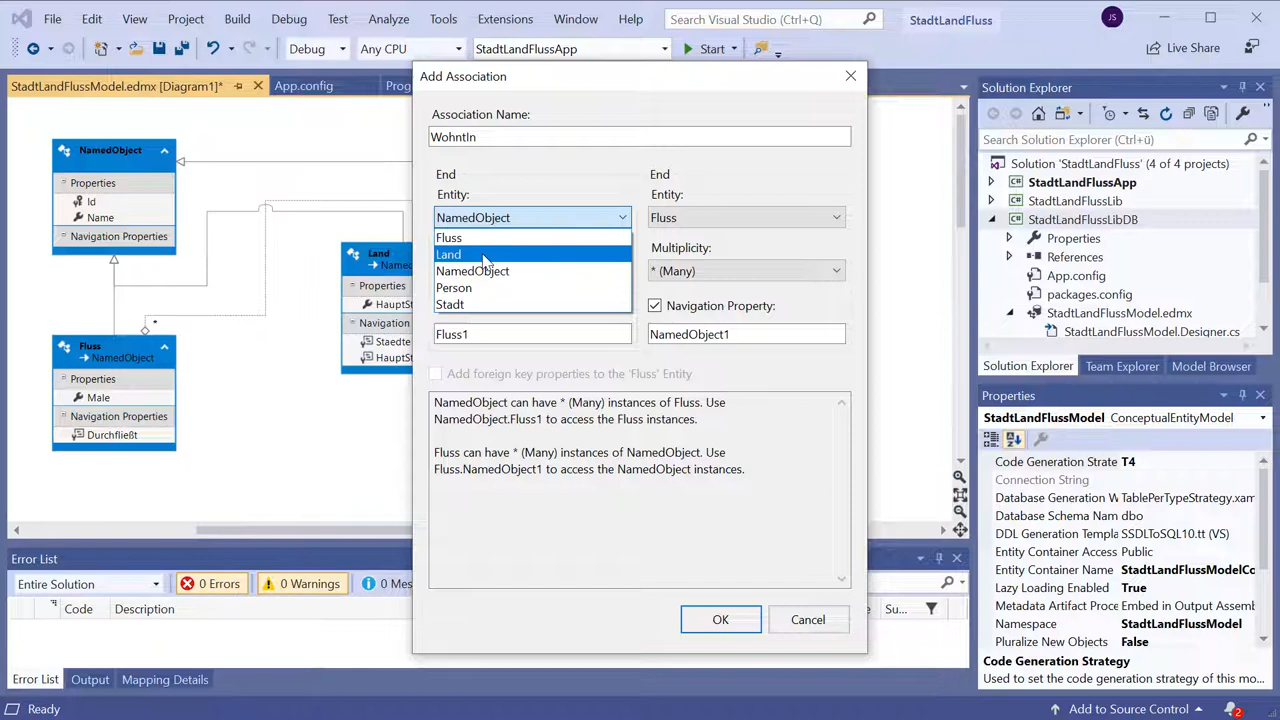 File Edit View Project Build Debug Test Analyze Tools Extensions Window Help Search Visual Studio (Ctrl+Q) StadtLandFluss JS
Debug Any CPU StadtLandFlussApp Start Live Share
StadtLandFlussModel.edmx [Diagram1]* App.config Prog
NamedObject
Properties
Id
Name
Navigation Properties
Land
Named
Properties
HauptSt
Navigation
Staedte
HauptSt
*
Fluss
NamedObject
Properties
Male
Navigation Properties
Durchfließt
Add Association
Association Name:
WohntIn
End
Entity:
NamedObject
Fluss
Land
NamedObject
Person
Stadt
Fluss1
End
Entity:
Fluss
Multiplicity:
* (Many)
Navigation Property:
NamedObject1
Add foreign key properties to the 'Fluss' Entity
NamedObject can have * (Many) instances of Fluss. Use
NamedObject.Fluss1 to access the Fluss instances.
Fluss can have * (Many) instances of NamedObject. Use
Fluss.NamedObject1 to access the NamedObject instances.
OK Cancel
Solution Explorer
Search Solution Explorer (Ctrl+ü)
Solution 'StadtLandFluss' (4 of 4 projects)
StadtLandFlussApp
StadtLandFlussLib
StadtLandFlussLibDB
Properties
References
App.config
packages.config
StadtLandFlussModel.edmx
StadtLandFlussModel.Designer.cs
Solution Explorer Team Explorer Model Browser
Properties
StadtLandFlussModel ConceptualEntityModel
Code Generation Strate T4
Connection String
Database Generation W TablePerTypeStrategy.xam
Database Schema Nam dbo
DDL Generation Templa SSDLToSQL10.tt (VS)
Entity Container Access Public
Entity Container Name StadtLandFlussModelCo
Lazy Loading Enabled True
Metadata Artifact Proce Embed in Output Assemb
Namespace StadtLandFlussModel
Pluralize New Objects False
Code Generation Strategy
Used to set the code generation strategy of this mo...
Error List
Entire Solution 0 Errors 0 Warnings 0 Mes
Code Description Su...
Error List Output Mapping Details
Ready Add to Source Control 2